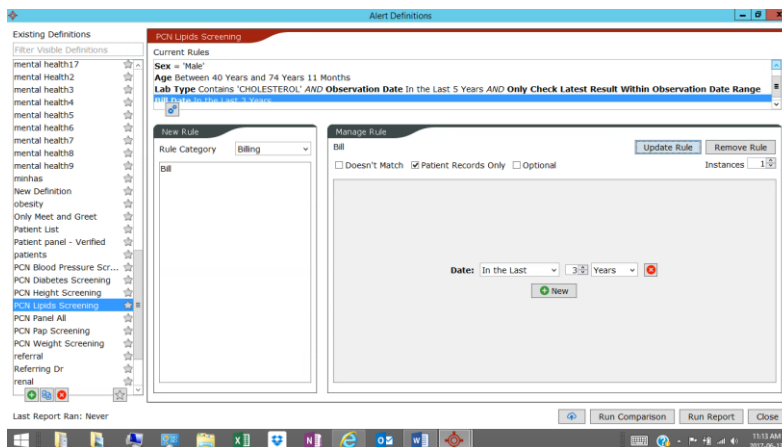 Alert Definitions
Existing Definitions
Filter Visible Definitions
mental health17
mental Health2
mental health3
mental health4
mental health5
mental health6
mental health7
mental health8
mental health9
minhas
New Definition
obesity
Only Meet and Greet
Patient List
Patient panel - Verified
patients
PCN Blood Pressure Scr...
PCN Diabetes Screening
PCN Height Screening
PCN Lipids Screening
PCN Panel All
PCN Pap Screening
PCN Weight Screening
referral
Referring Dr
renal
Last Report Ran: Never
PCN Lipids Screening
Current Rules
Sex = 'Male'
Age Between 40 Years and 74 Years 11 Months
Lab Type Contains 'CHOLESTEROL' AND Observation Date In the Last 5 Years AND Only Check Latest Result Within Observation Date Range
Bill Date In the Last 3 Years
New Rule
Rule Category Billing
Bill
Manage Rule
Bill Update Rule Remove Rule
Doesn't Match Patient Records Only Optional Instances 1
Date: In the Last 3 Years
New
Run Comparison Run Report Close
11:13 AM